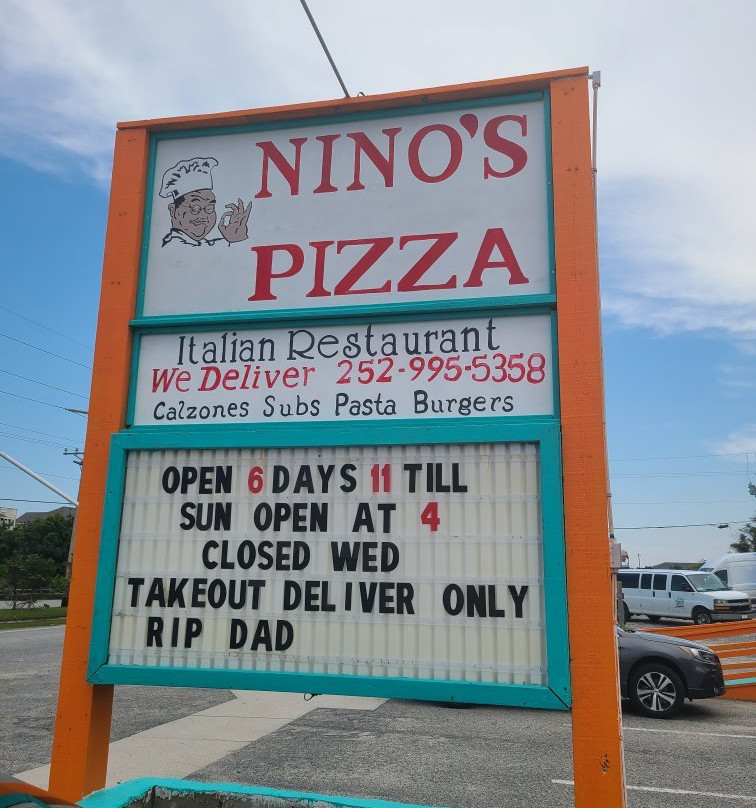 NINO'S
PIZZA
Italian Restaurant
We Deliver 252-995-5358
Calzones Subs Pasta Burgers
OPEN 6 DAYS 11 TILL
SUN OPEN AT 4
CLOSED WED
TAKEOUT DELIVER ONLY
RIP DAD